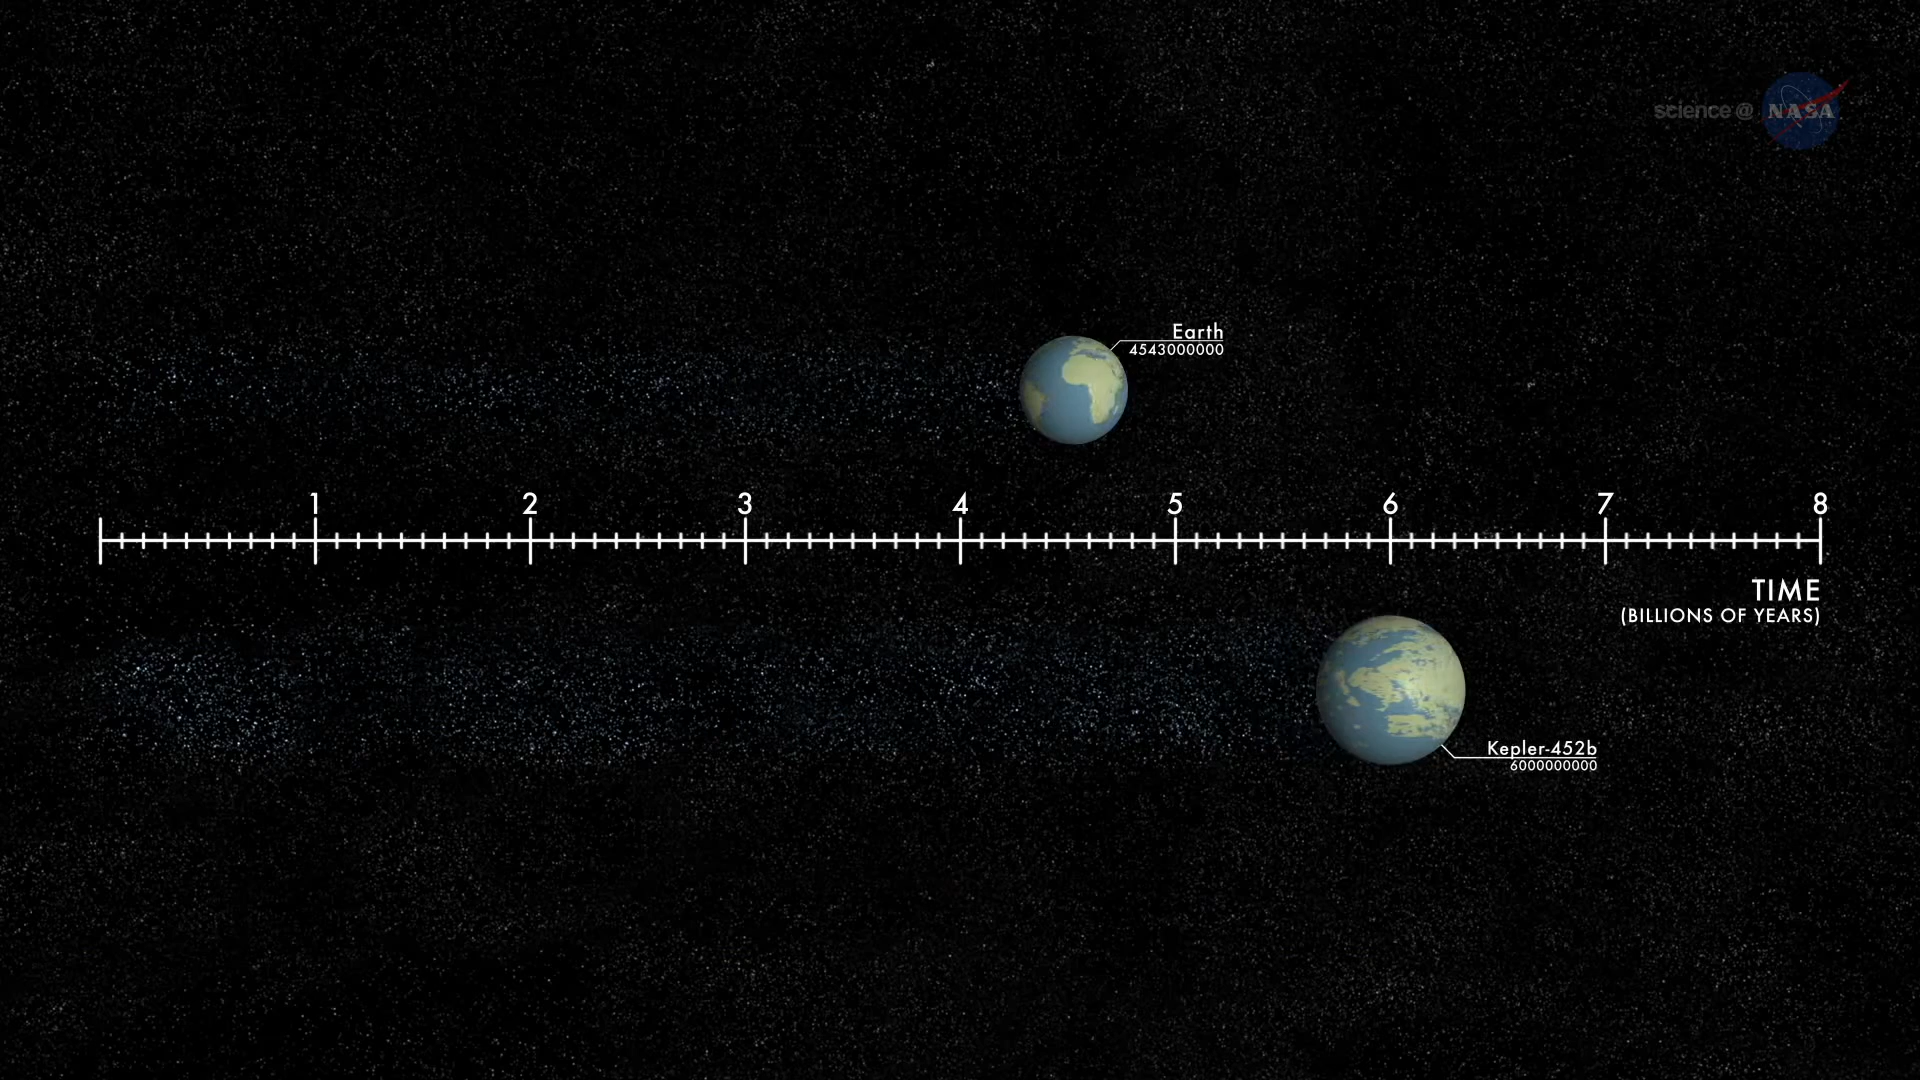 science @ NASA
Earth
4543000000
1 2 3 4 5 6 7 8
TIME
(BILLIONS OF YEARS)
Kepler-452b
6000000000